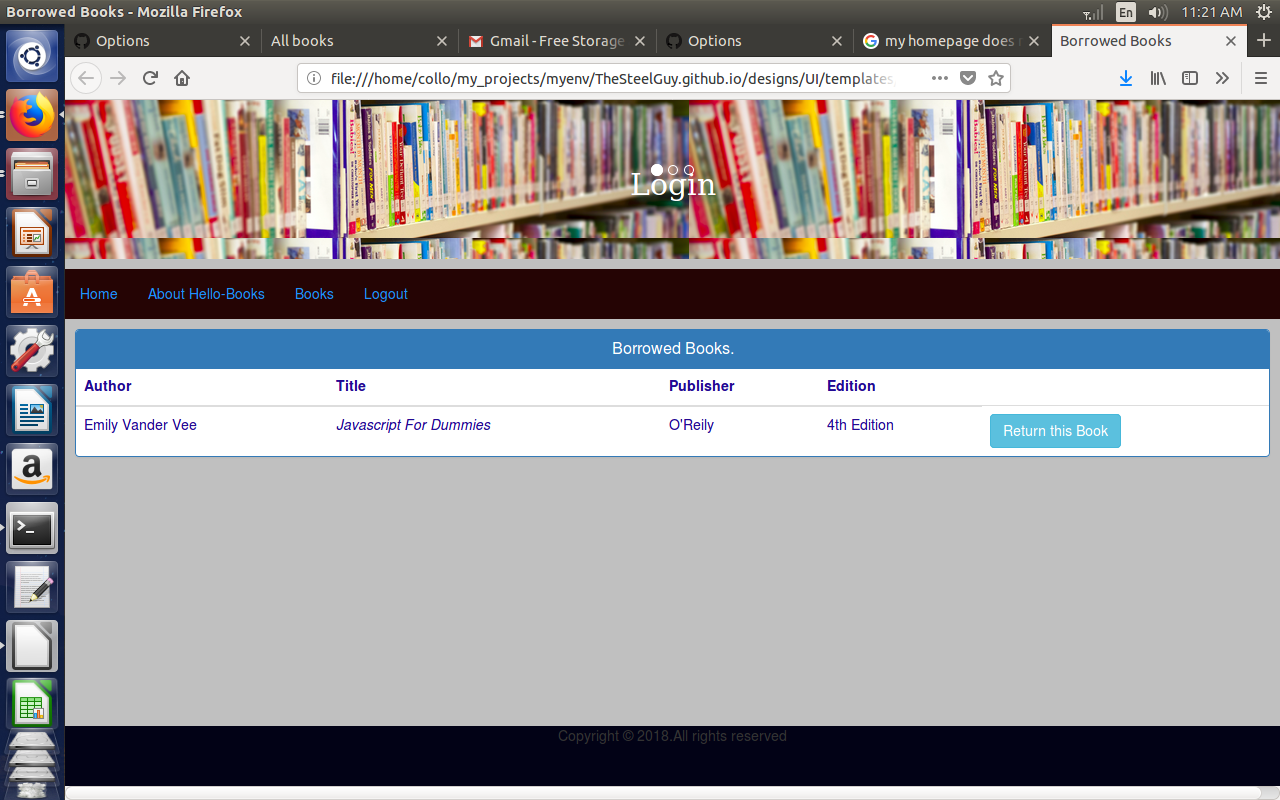 Borrowed Books - Mozilla Firefox
En
11:21 AM
Options
All books
Gmail - Free Storage
Options
my homepage does
Borrowed Books
file:///home/collo/my_projects/myenv/TheSteelGuy.github.io/designs/UI/templates
Login
Home
About Hello-Books
Books
Logout
Borrowed Books.
Author Title Publisher Edition
Emily Vander Vee Javascript For Dummies O'Reily 4th Edition Return this Book
Copyright © 2018.All rights reserved